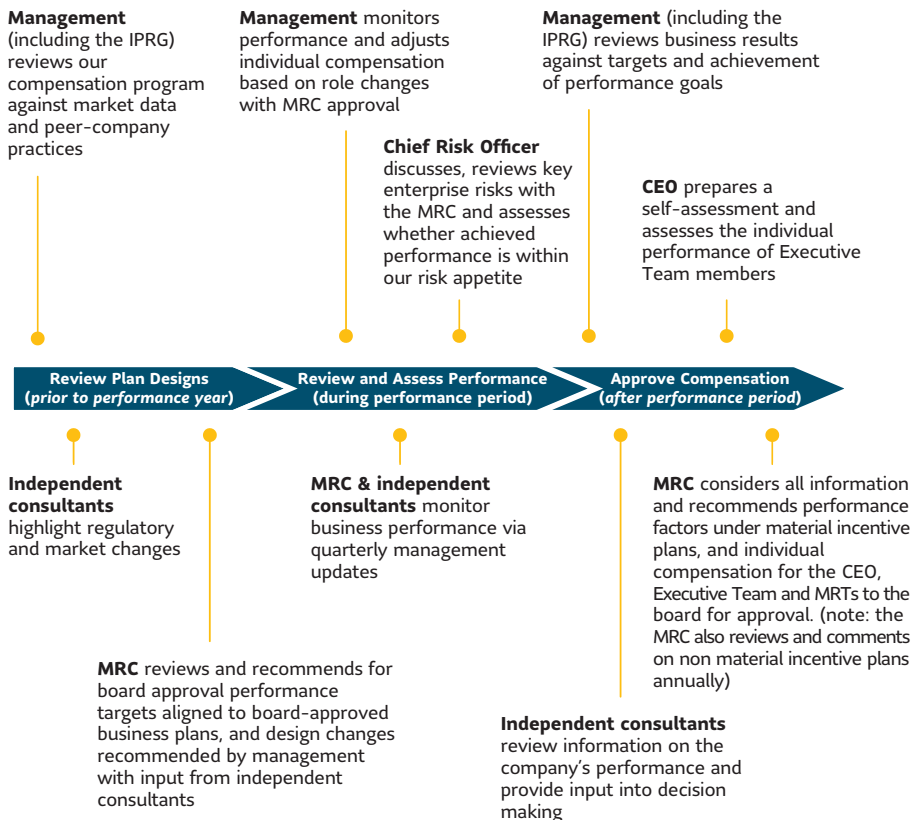 Management
(including the IPRG)
reviews our
compensation program
against market data
and peer-company
practices
Management monitors
performance and adjusts
individual compensation
based on role changes
with MRC approval
Chief Risk Officer
discusses, reviews key
enterprise risks with
the MRC and assesses
whether achieved
performance is within
our risk appetite
Management (including the
IPRG) reviews business results
against targets and achievement
of performance goals
CEO prepares a
self-assessment and
assesses the individual
performance of Executive
Team members
Review Plan Designs
(prior to performance year)
Review and Assess Performance
(during performance period)
Approve Compensation
(after performance period)
Independent
consultants
highlight regulatory
and market changes
MRC reviews and recommends for
board approval performance
targets aligned to board-approved
business plans, and design changes
recommended by management
with input from independent
consultants
MRC & independent
consultants monitor
business performance via
quarterly management
updates
Independent consultants
review information on the
company's performance and
provide input into decision
making
MRC considers all information
and recommends performance
factors under material incentive
plans, and individual
compensation for the CEO,
Executive Team and MRTs to the
board for approval. (note: the
MRC also reviews and comments
on non material incentive plans
annually)